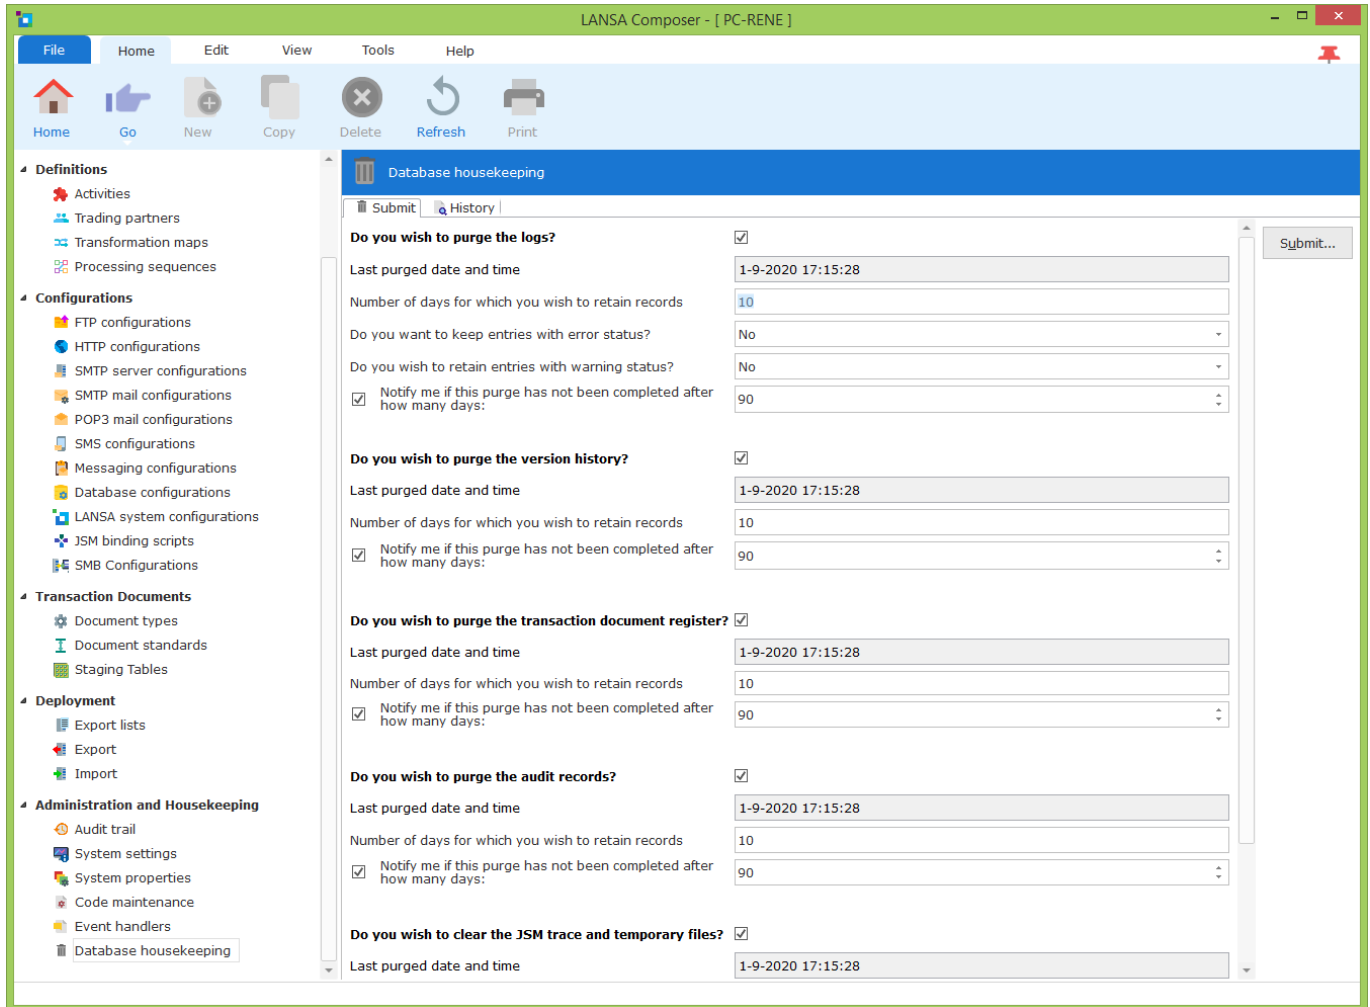 LANSA Composer - [ PC-RENE ]
File Home Edit View Tools Help
Home Go New Copy Delete Refresh Print
Definitions
Activities
Trading partners
Transformation maps
Processing sequences
Configurations
FTP configurations
HTTP configurations
SMTP server configurations
SMTP mail configurations
POP3 mail configurations
SMS configurations
Messaging configurations
Database configurations
LANSA system configurations
JSM binding scripts
SMB Configurations
Transaction Documents
Document types
Document standards
Staging Tables
Deployment
Export lists
Export
Import
Administration and Housekeeping
Audit trail
System settings
System properties
Code maintenance
Event handlers
Database housekeeping
Database housekeeping
Submit History
Do you wish to purge the logs?
Last purged date and time 1-9-2020 17:15:28
Number of days for which you wish to retain records 10
Do you want to keep entries with error status? No
Do you wish to retain entries with warning status? No
Notify me if this purge has not been completed after
how many days: 90
Do you wish to purge the version history?
Last purged date and time 1-9-2020 17:15:28
Number of days for which you wish to retain records 10
Notify me if this purge has not been completed after
how many days: 90
Do you wish to purge the transaction document register?
Last purged date and time 1-9-2020 17:15:28
Number of days for which you wish to retain records 10
Notify me if this purge has not been completed after
how many days: 90
Do you wish to purge the audit records?
Last purged date and time 1-9-2020 17:15:28
Number of days for which you wish to retain records 10
Notify me if this purge has not been completed after
how many days: 90
Do you wish to clear the JSM trace and temporary files?
Last purged date and time 1-9-2020 17:15:28
Submit...